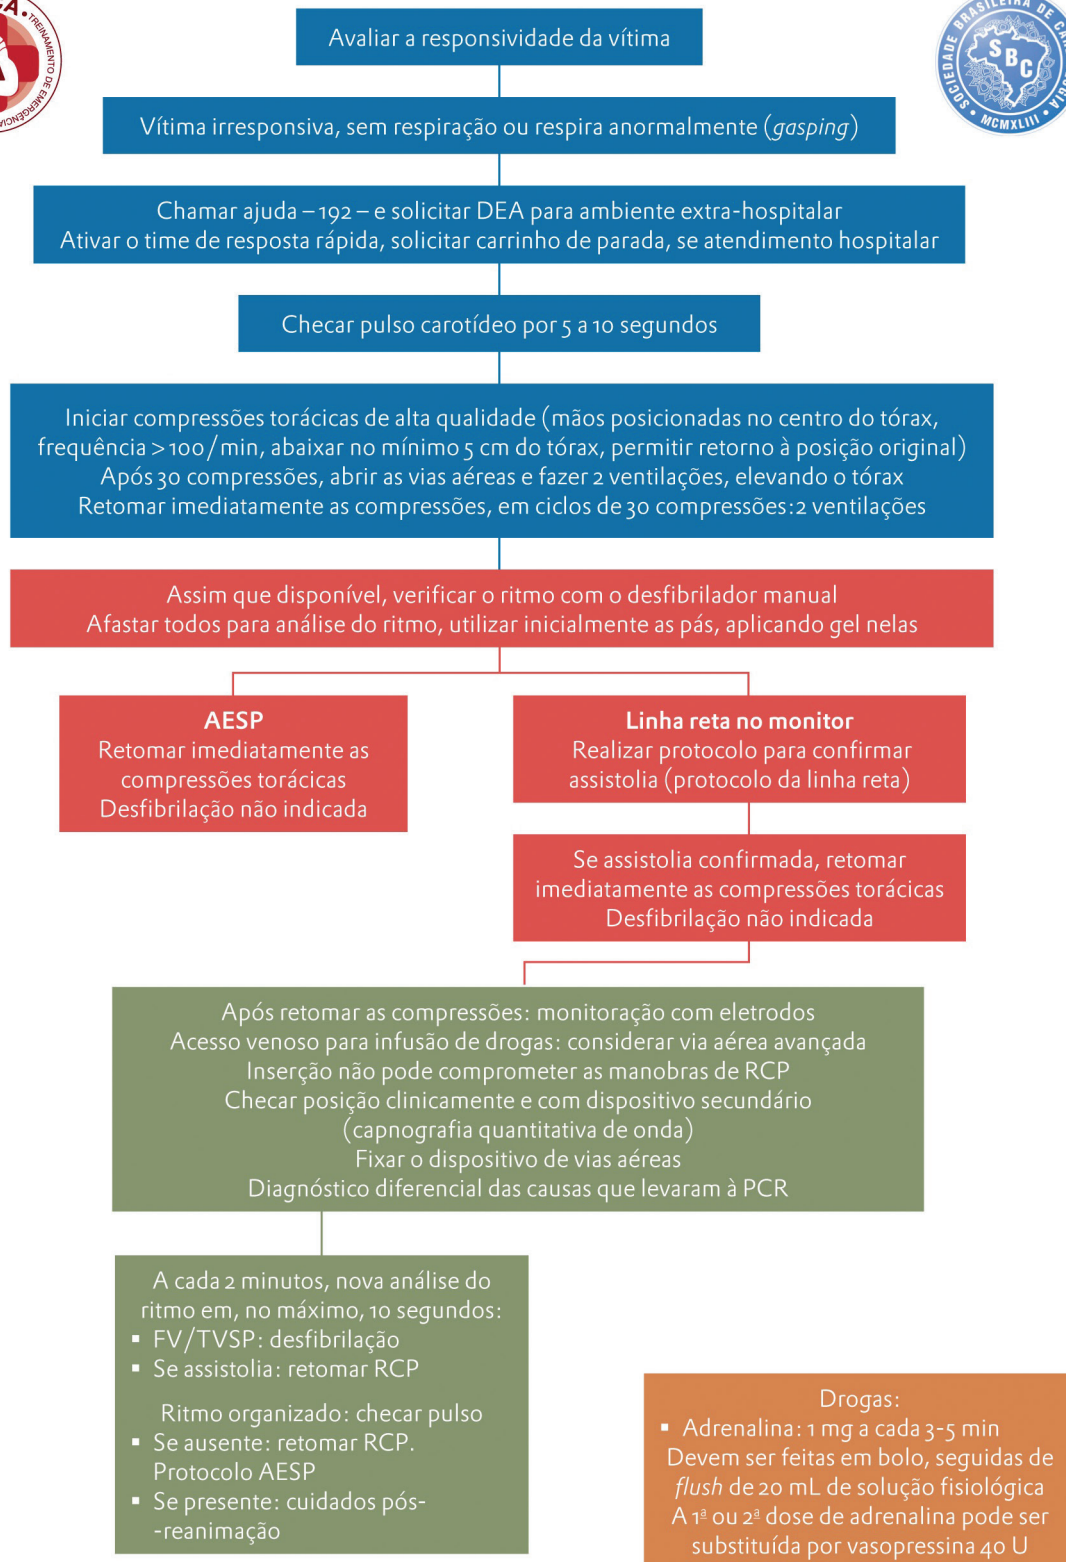 CA • TREINAMENTO DE EMERGÊNCIA
SOCIEDADE BRASILEIRA DE
SBC
MCMXLIII
Avaliar a responsividade da vítima
Vítima irresponsiva, sem respiração ou respira anormalmente (gasping)
Chamar ajuda – 192 – e solicitar DEA para ambiente extra-hospitalar
Ativar o time de resposta rápida, solicitar carrinho de parada, se atendimento hospitalar
Checar pulso carotídeo por 5 a 10 segundos
Iniciar compressões torácicas de alta qualidade (mãos posicionadas no centro do tórax,
frequência > 100/min, abaixar no mínimo 5 cm do tórax, permitir retorno à posição original)
Após 30 compressões, abrir as vias aéreas e fazer 2 ventilações, elevando o tórax
Retomar imediatamente as compressões, em ciclos de 30 compressões:2 ventilações
Assim que disponível, verificar o ritmo com o desfibrilador manual
Afastar todos para análise do ritmo, utilizar inicialmente as pás, aplicando gel nelas
AESP
Retomar imediatamente as
compressões torácicas
Desfibrilação não indicada
Linha reta no monitor
Realizar protocolo para confirmar
assistolia (protocolo da linha reta)
Se assistolia confirmada, retomar
imediatamente as compressões torácicas
Desfibrilação não indicada
Após retomar as compressões: monitoração com eletrodos
Acesso venoso para infusão de drogas: considerar via aérea avançada
Inserção não pode comprometer as manobras de RCP
Checar posição clinicamente e com dispositivo secundário
(capnografia quantitativa de onda)
Fixar o dispositivo de vias aéreas
Diagnóstico diferencial das causas que levaram à PCR
A cada 2 minutos, nova análise do
ritmo em, no máximo, 10 segundos:
▪ FV/TVSP: desfibrilação
▪ Se assistolia: retomar RCP
Ritmo organizado: checar pulso
▪ Se ausente: retomar RCP.
Protocolo AESP
▪ Se presente: cuidados pós-
-reanimação
Drogas:
▪ Adrenalina: 1 mg a cada 3-5 min
Devem ser feitas em bolo, seguidas de
flush de 20 mL de solução fisiológica
A 1ª ou 2ª dose de adrenalina pode ser
substituída por vasopressina 40 U